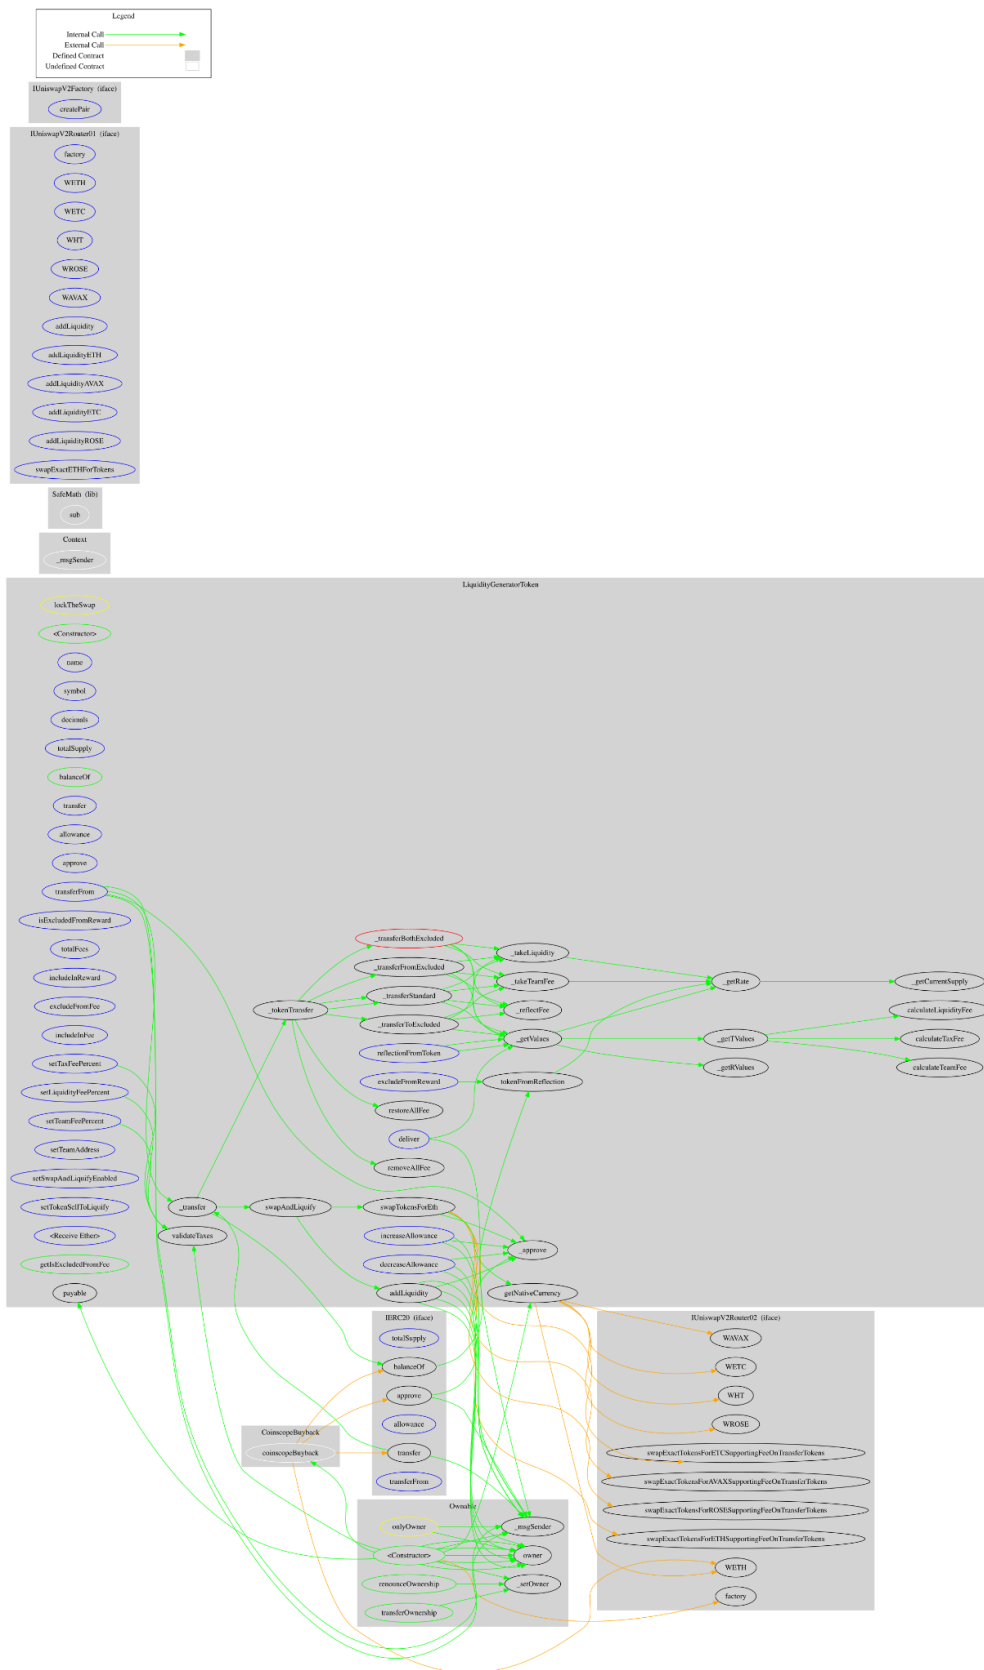 Legend
Internal Call
External Call
Defined Contract
Undefined Contract
IUniswapV2Factory (iface)
createPair
IUniswapV2Router01 (iface)
factory
WETH
WETC
WHT
WROSE
WAVAX
addLiquidity
addLiquidityETH
addLiquidityAVAX
addLiquidityETC
addLiquidityROSE
swapExactETHForTokens
SafeMath (lib)
sub
Context
_msgSender
LiquidityGeneratorToken
lockTheSwap
<Constructor>
name
symbol
decimals
totalSupply
balanceOf
transfer
allowance
approve
transferFrom
isExcludedFromReward
totalFees
includeInReward
excludeFromFee
includeInFee
setTaxFeePercent
setLiquidityFeePercent
setTeamFeePercent
setTeamAddress
setSwapAndLiquifyEnabled
setTokenSellToLiquify
<Receive Ether>
getIsExcludedFromFee
payable
_transfer
validateTaxes
_tokenTransfer
swapAndLiquify
_transferBothExcluded
_transferFromExcluded
_transferStandard
_transferToExcluded
reflectionFromToken
excludeFromReward
restoreAllFee
deliver
removeAllFee
swapTokensForEth
increaseAllowance
decreaseAllowance
addLiquidity
_takeLiquidity
_takeTeamFee
_reflectFee
_getValues
tokenFromReflection
_approve
getNativeCurrency
_getRate
_getTValues
_getRValues
_getCurrentSupply
calculateLiquidityFee
calculateTaxFee
calculateTeamFee
IERC20 (iface)
totalSupply
balanceOf
approve
allowance
transfer
transferFrom
CoinscopeBuyback
coinscopeBuyback
Ownable
onlyOwner
<Constructor>
renounceOwnership
transferOwnership
_msgSender
owner
_setOwner
IUniswapV2Router02 (iface)
WAVAX
WETC
WHT
WROSE
swapExactTokensForETCSupportingFeeOnTransferTokens
swapExactTokensForAVAXSupportingFeeOnTransferTokens
swapExactTokensForROSESupportingFeeOnTransferTokens
swapExactTokensForETHSupportingFeeOnTransferTokens
WETH
factory